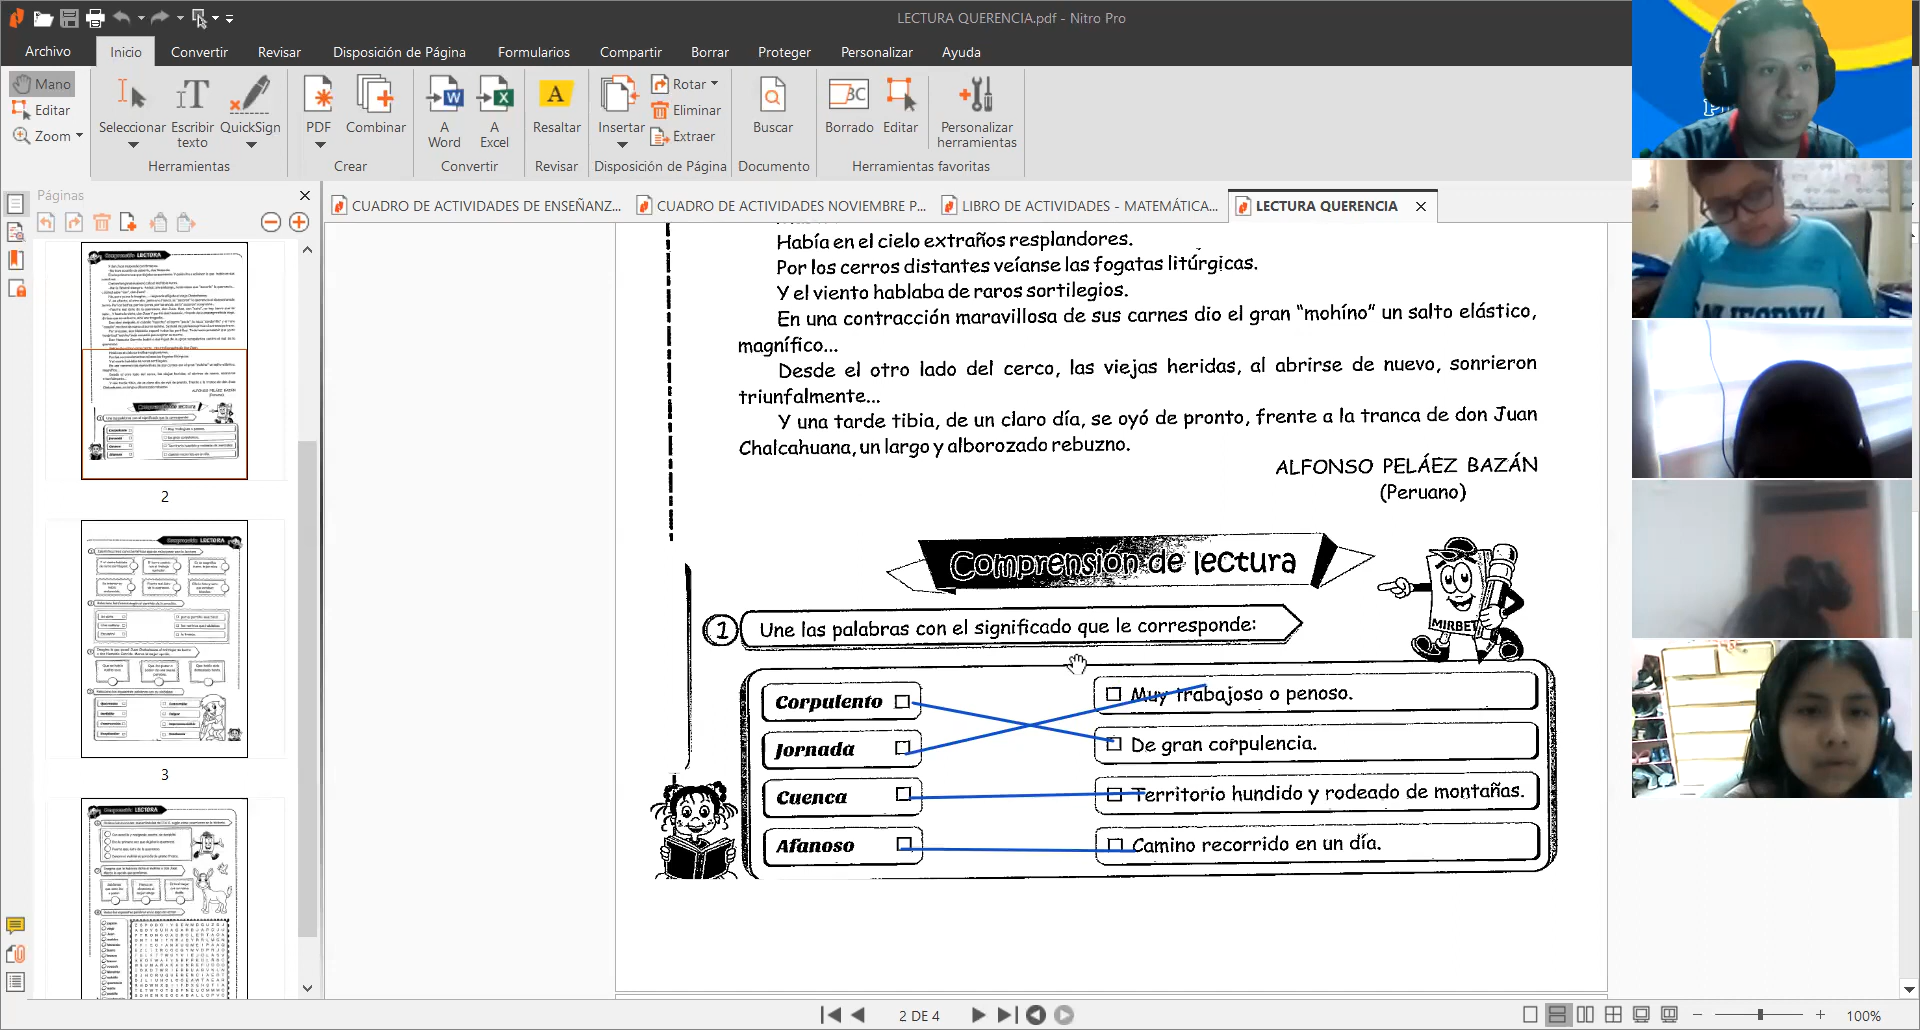 LECTURA QUERENCIA.pdf - Nitro Pro
Archivo Inicio Convertir Revisar Disposición de Página Formularios Compartir Borrar Proteger Personalizar Ayuda
Mano
Editar
Zoom
Seleccionar
Escribir texto
QuickSign
Herramientas
PDF
Combinar
Crear
A Word
A Excel
Convertir
Resaltar
Revisar
Insertar
Rotar
Eliminar
Extraer
Disposición de Página
Buscar
Documento
Borrado
Editar
Personalizar herramientas
Herramientas favoritas
Páginas
CUADRO DE ACTIVIDADES DE ENSEÑANZ...
CUADRO DE ACTIVIDADES NOVIEMBRE P...
LIBRO DE ACTIVIDADES - MATEMÁTICA...
LECTURA QUERENCIA
2
3
Había en el cielo extraños resplandores.
Por los cerros distantes veíanse las fogatas litúrgicas.
Y el viento hablaba de raros sortilegios.
En una contracción maravillosa de sus carnes dio el gran “mohíno” un salto elástico,
magnífico...
Desde el otro lado del cerco, las viejas heridas, al abrirse de nuevo, sonrieron
triunfalmente...
Y una tarde tibia, de un claro día, se oyó de pronto, frente a la tranca de don Juan
Chalcahuana, un largo y alborozado rebuzno.
ALFONSO PELÁEZ BAZÁN
(Peruano)
Comprensión de lectura
MIRBET
1 Une las palabras con el significado que le corresponde:
Corpulento
Muy trabajoso o penoso.
Jornada
De gran corpulencia.
Cuenca
Territorio hundido y rodeado de montañas.
Afanoso
Camino recorrido en un día.
2 DE 4
100%